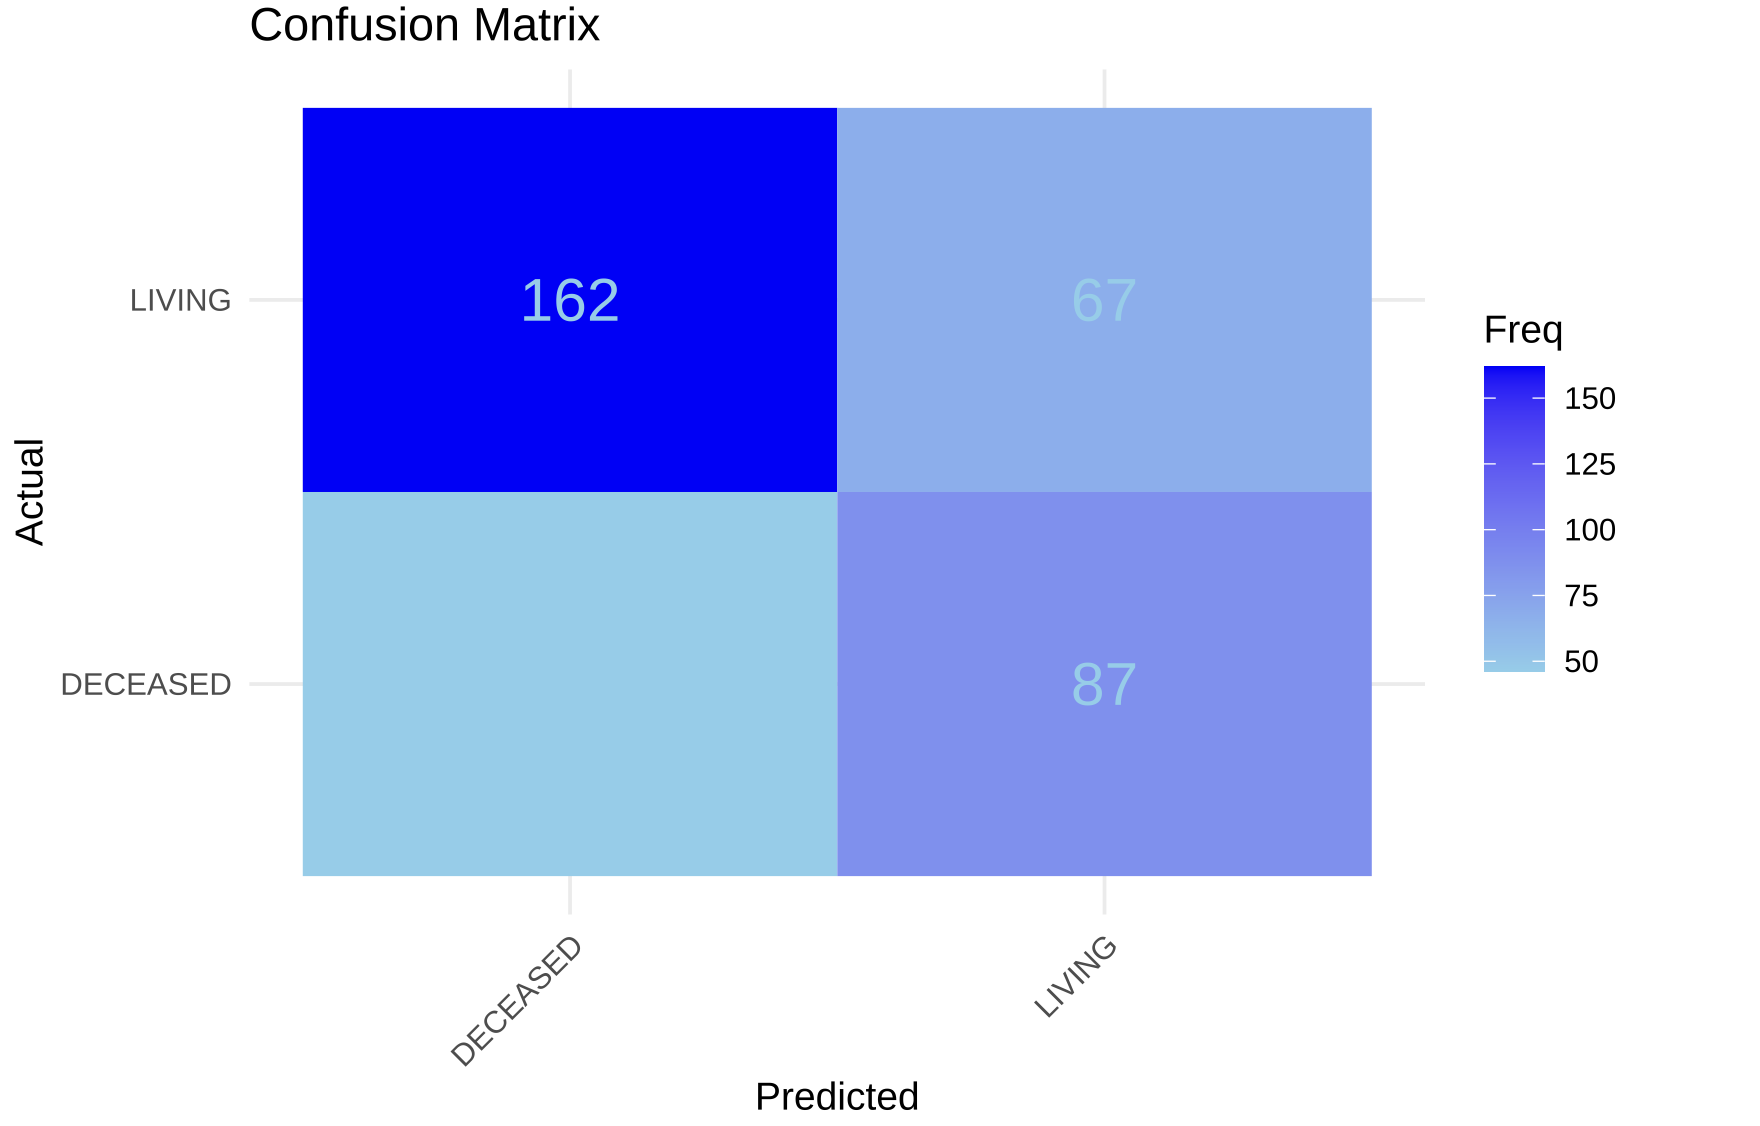 Confusion Matrix
LIVING
162
67
Actual
DECEASED
87
DECEASED
LIVING
Predicted
Freq
150
125
100
75
50